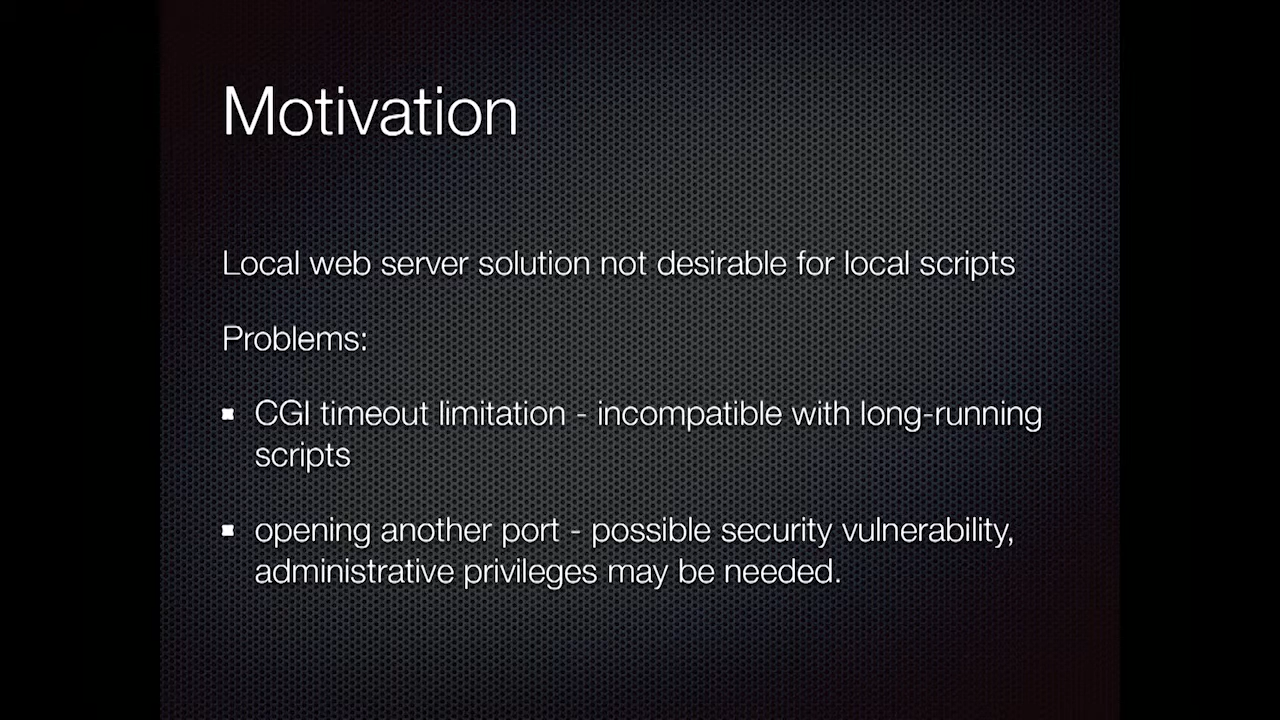 Motivation
Local web server solution not desirable for local scripts
Problems:
CGI timeout limitation - incompatible with long-running
scripts
opening another port - possible security vulnerability,
administrative privileges may be needed.